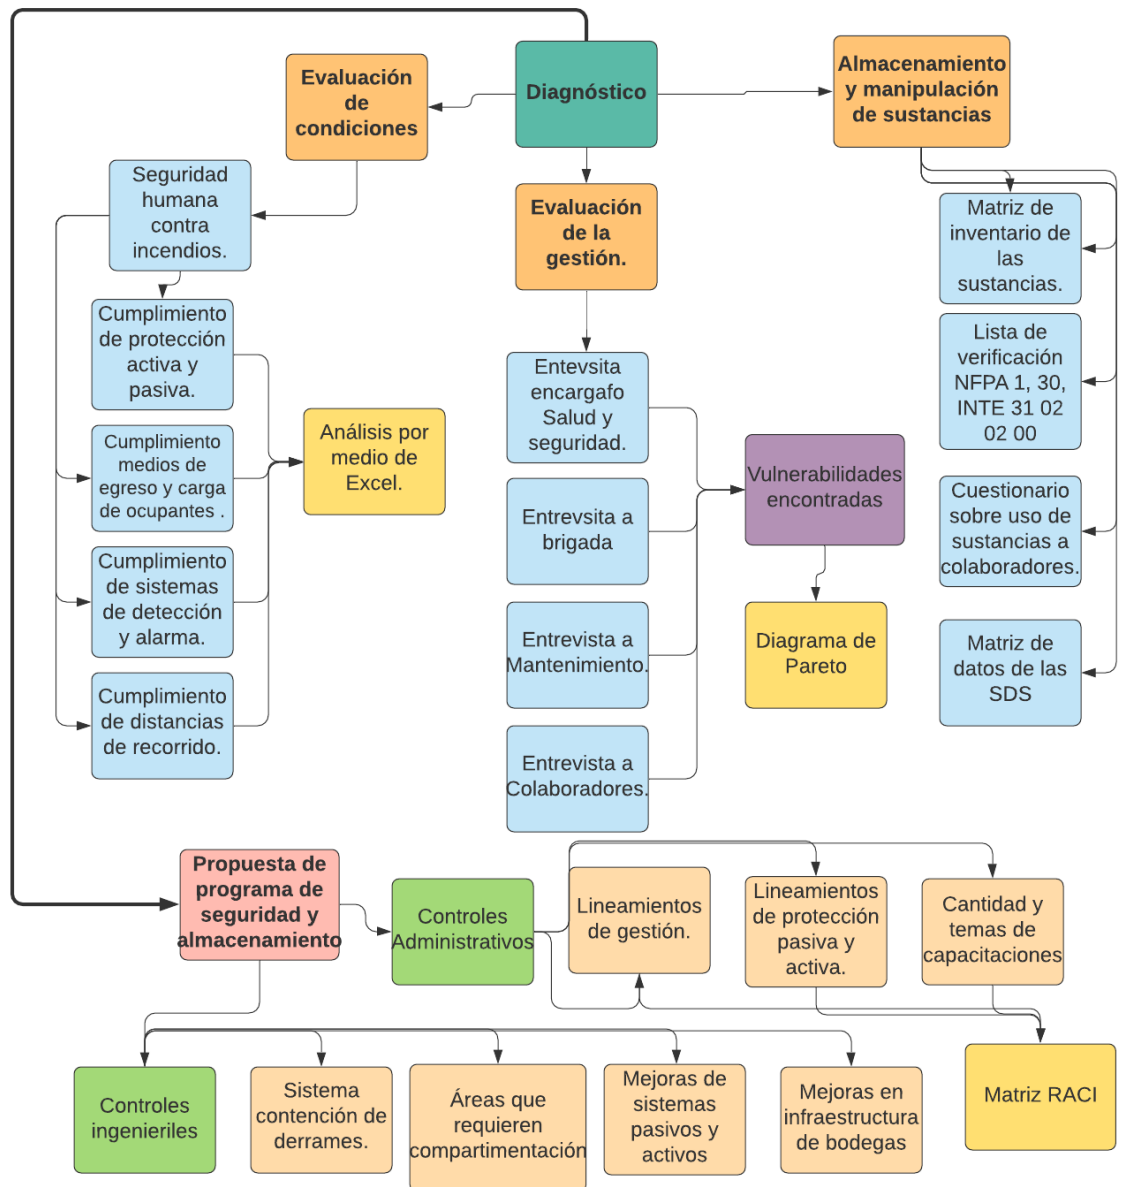 Diagnóstico
Evaluación
de
condiciones
Almacenamiento
y manipulación
de sustancias
Seguridad
humana
contra
incendios.
Evaluación
de la
gestión.
Matriz de
inventario de
las
sustancias.
Cumplimiento
de protección
activa y
pasiva.
Lista de
verificación
NFPA 1, 30,
INTE 31 02
02 00
Entevsita
encargafo
Salud y
seguridad.
Análisis por
medio de
Excel.
Cumplimiento
medios de
egreso y carga
de ocupantes .
Vulnerabilidades
encontradas
Entrevsita a
brigada
Cuestionario
sobre uso de
sustancias a
colaboradores.
Cumplimiento
de sistemas
de detección
y alarma.
Entrevista a
Mantenimiento.
Diagrama de
Pareto
Matriz de
datos de las
SDS
Cumplimiento
de distancias
de recorrido.
Entrevista a
Colaboradores.
Propuesta de
programa de
seguridad y
almacenamiento
Controles
Administrativos
Lineamientos
de gestión.
Lineamientos
de protección
pasiva y
activa.
Cantidad y
temas de
capacitaciones
Controles
ingenieriles
Sistema
contención de
derrames.
Áreas que
requieren
compartimentación
Mejoras de
sistemas
pasivos y
activos
Mejoras en
infraestructura
de bodegas
Matriz RACI